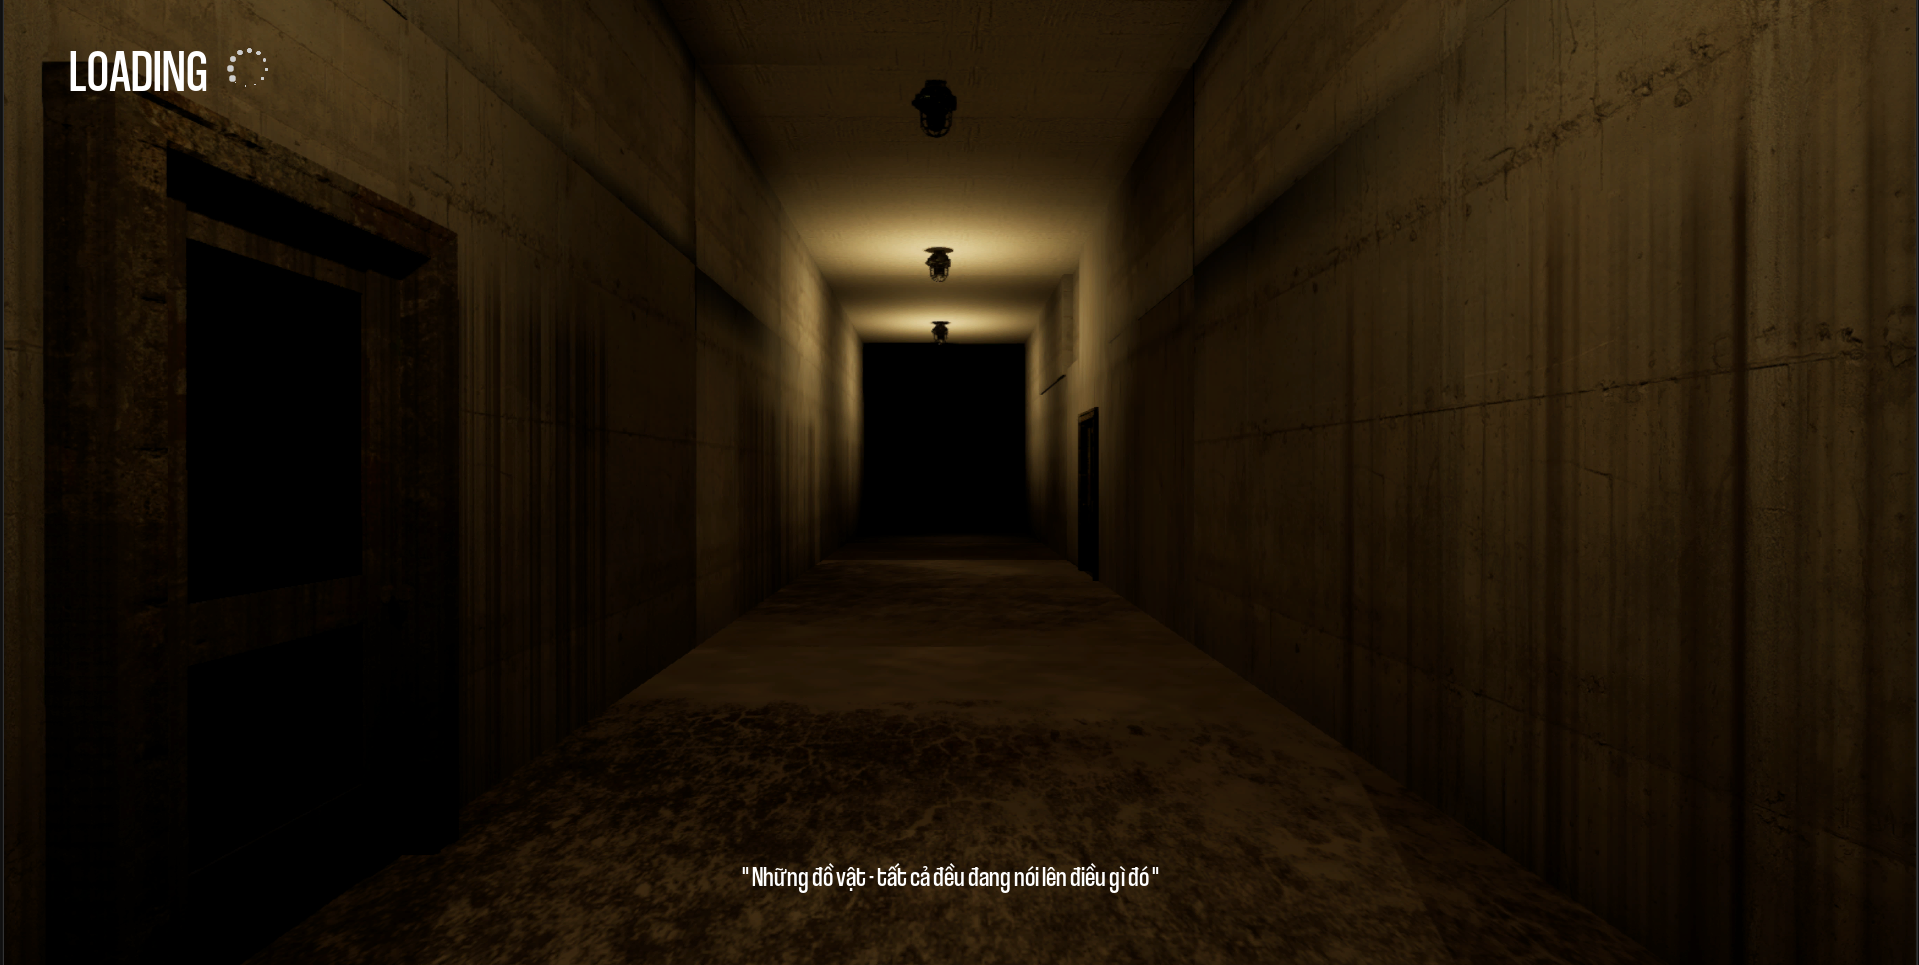 LOADING
" Những đồ vật - tất cả đều đang nói lên điều gì đó "